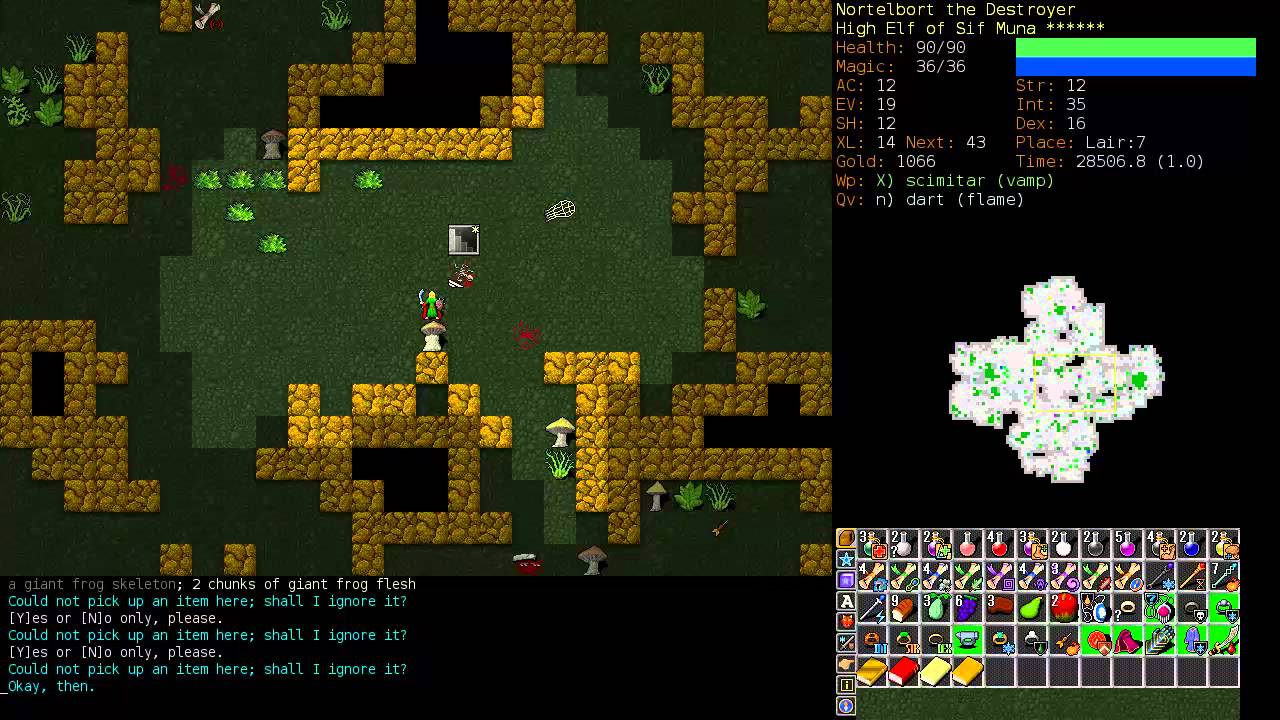 Nortelbort the Destroyer
High Elf of Sif Muna ******
Health: 90/90
Magic: 36/36
AC: 12 Str: 12
EV: 19 Int: 35
SH: 12 Dex: 16
XL: 14 Next: 43 Place: Lair:7
Gold: 1066 Time: 28506.8 (1.0)
Wp: X) scimitar (vamp)
Qv: n) dart (flame)
a giant frog skeleton; 2 chunks of giant frog flesh
Could not pick up an item here; shall I ignore it?
[Y]es or [N]o only, please.
Could not pick up an item here; shall I ignore it?
[Y]es or [N]o only, please.
Could not pick up an item here; shall I ignore it?
_Okay, then.